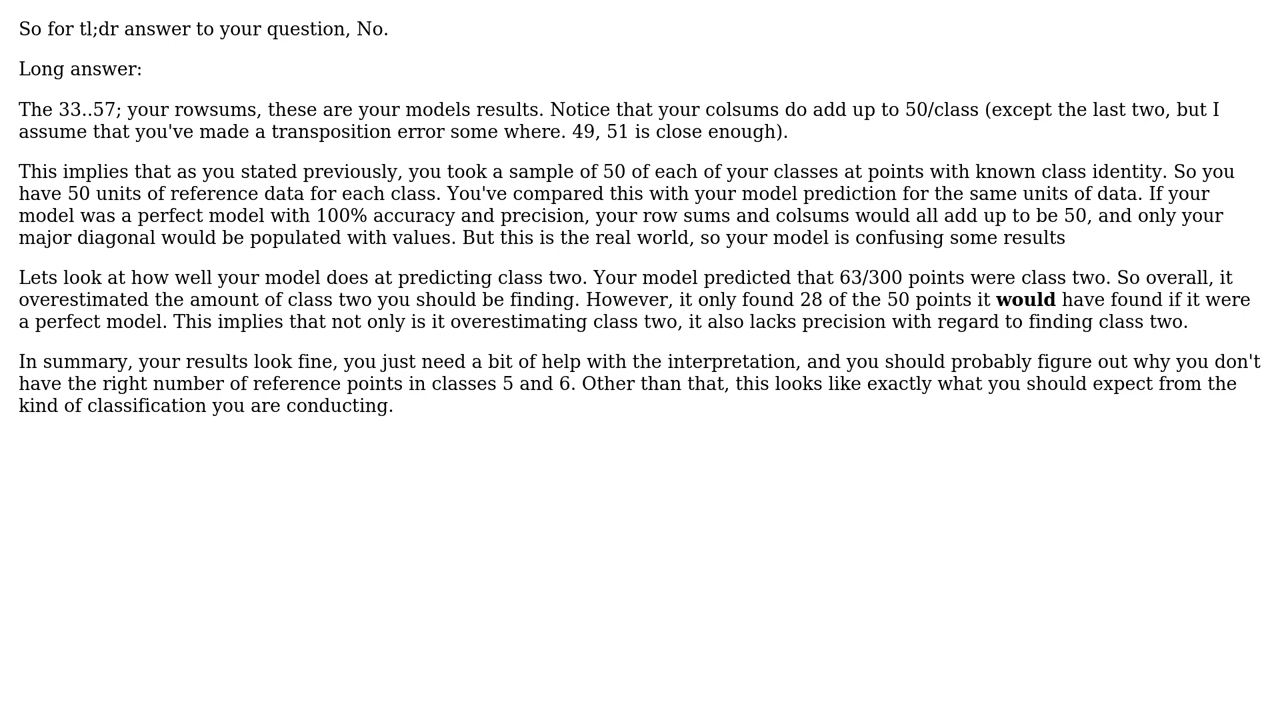 So for tl;dr answer to your question, No.
Long answer:
The 33..57; your rowsums, these are your models results. Notice that your colsums do add up to 50/class (except the last two, but I
assume that you've made a transposition error some where. 49, 51 is close enough).
This implies that as you stated previously, you took a sample of 50 of each of your classes at points with known class identity. So you
have 50 units of reference data for each class. You've compared this with your model prediction for the same units of data. If your
model was a perfect model with 100% accuracy and precision, your row sums and colsums would all add up to be 50, and only your
major diagonal would be populated with values. But this is the real world, so your model is confusing some results
Lets look at how well your model does at predicting class two. Your model predicted that 63/300 points were class two. So overall, it
overestimated the amount of class two you should be finding. However, it only found 28 of the 50 points it would have found if it were
a perfect model. This implies that not only is it overestimating class two, it also lacks precision with regard to finding class two.
In summary, your results look fine, you just need a bit of help with the interpretation, and you should probably figure out why you don't
have the right number of reference points in classes 5 and 6. Other than that, this looks like exactly what you should expect from the
kind of classification you are conducting.